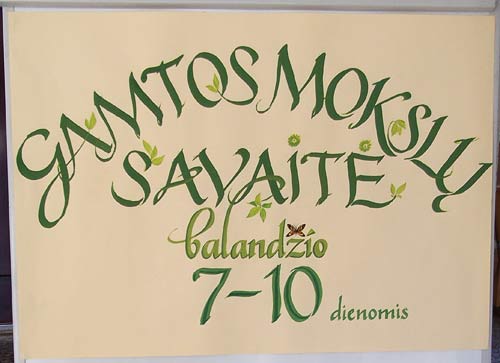 GAMTOS MOKSLŲ
SAVAITĖ
balandžio
7-10 dienomis